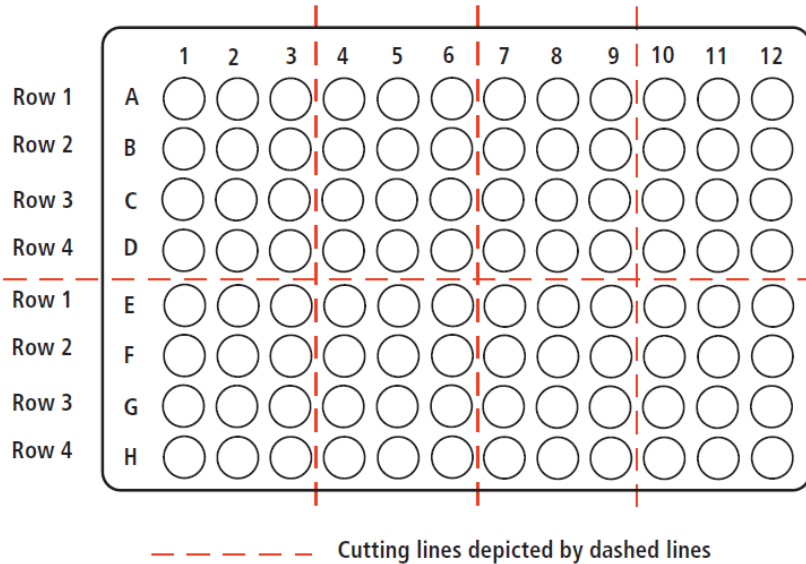 1 2 3 4 5 6 7 8 9 10 11 12
Row 1 A
Row 2 B
Row 3 C
Row 4 D
Row 1 E
Row 2 F
Row 3 G
Row 4 H
Cutting lines depicted by dashed lines